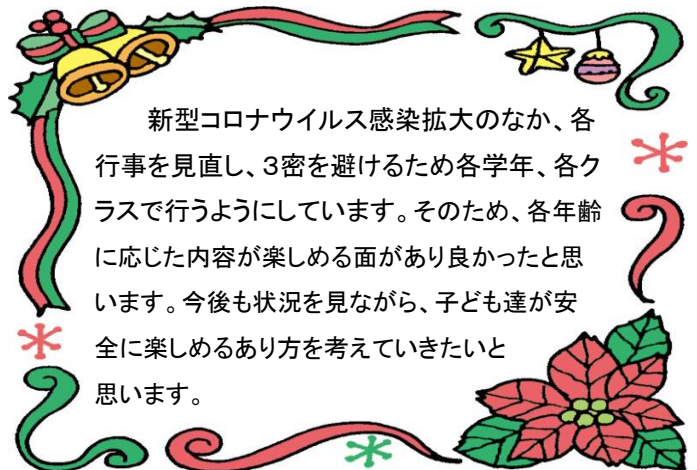 新型コロナウイルス感染拡大のなか、各
行事を見直し、３密を避けるため各学年、各ク
ラスで行うようにしています。そのため、各年齢
に応じた内容が楽しめる面があり良かったと思
います。今後も状況を見ながら、子ども達が安
全に楽しめるあり方を考えていきたいと
思います。